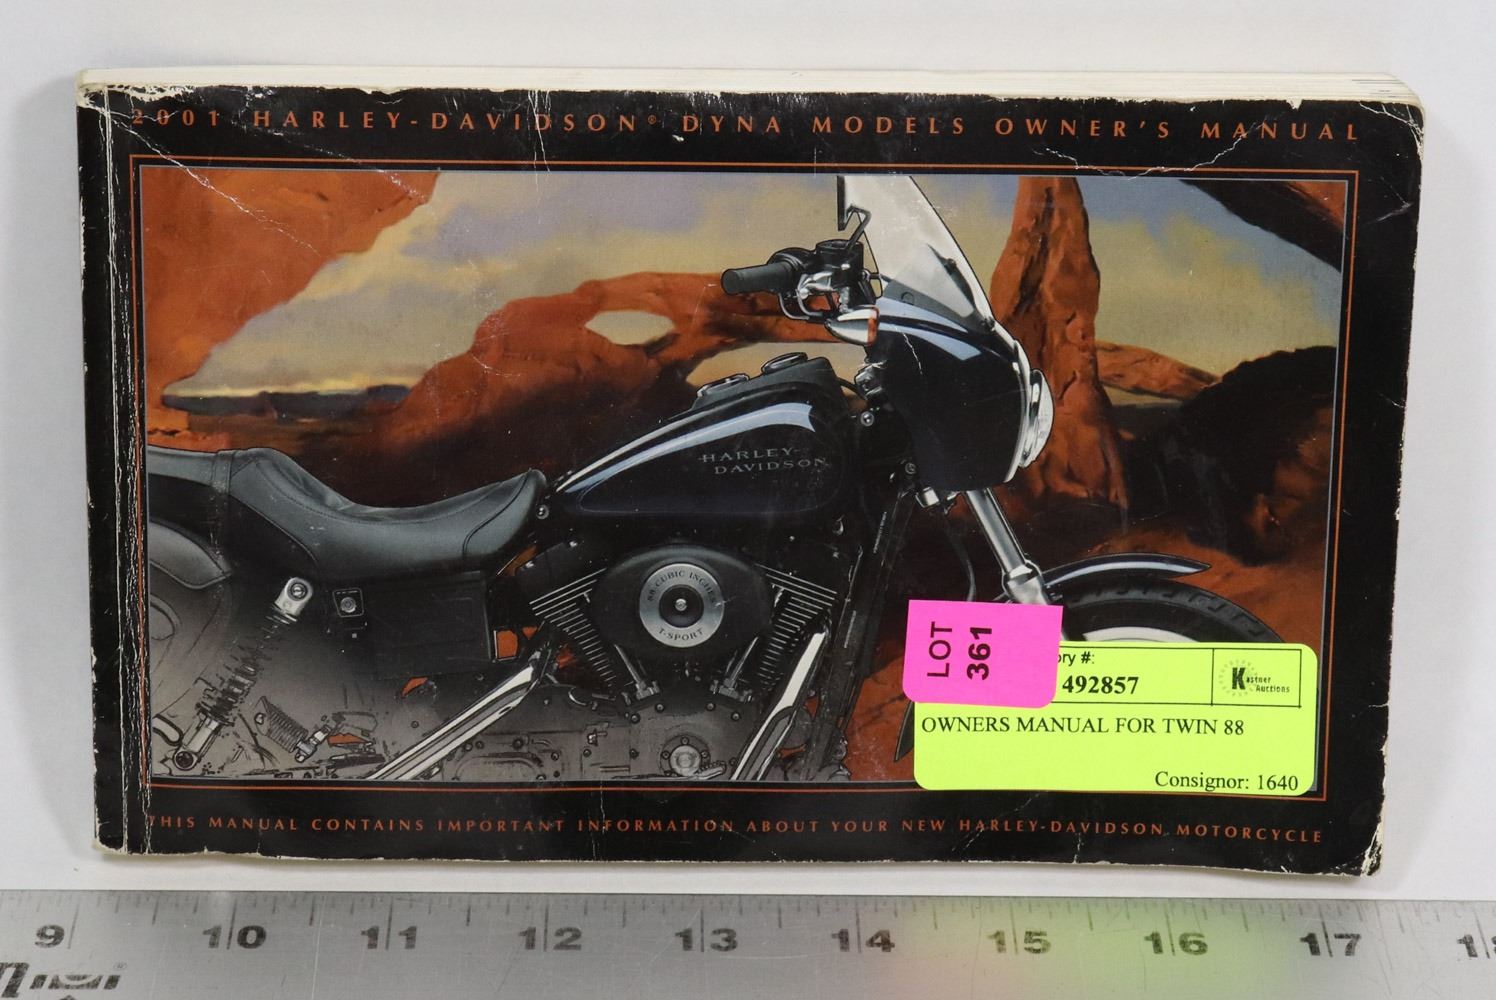 2001 HARLEY-DAVIDSON® DYNA MODELS OWNER'S MANUAL
HARLEY-
DAVIDSON
88 CUBIC INCHES
T-SPORT
LOT
361
ory #:
492857
Kastner
Auctions
OWNERS MANUAL FOR TWIN 88
Consignor: 1640
THIS MANUAL CONTAINS IMPORTANT INFORMATION ABOUT YOUR NEW HARLEY-DAVIDSON MOTORCYCLE
9 10 11 12 13 14 15 16 17 18